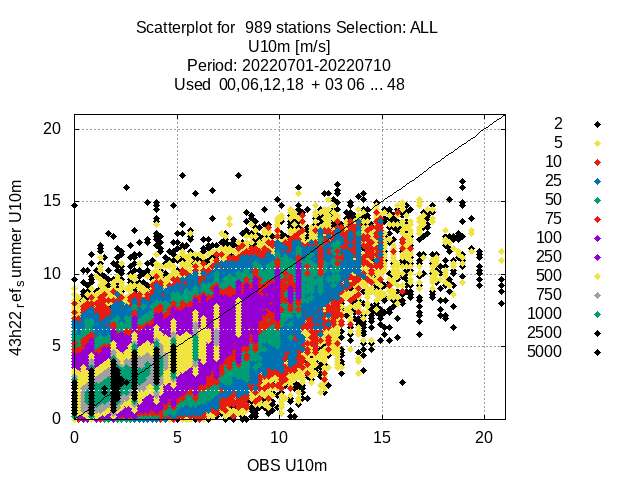 Scatterplot for  989 stations Selection: ALL
U10m [m/s]
Period: 20220701-20220710
Used  00,06,12,18  + 03 06 ... 48
43h22_ref_summer U10m
20
15
10
5
0
0 5 10 15 20
OBS U10m
2
5
10
25
50
75
100
250
500
750
1000
2500
5000